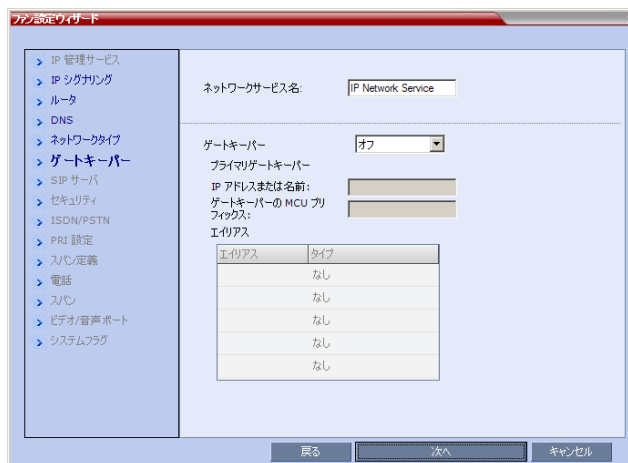 ファン設定ウィザード
IP 管理サービス
IP シグナリング
ルータ
DNS
ネットワークタイプ
ゲートキーパー
SIP サーバ
セキュリティ
ISDN/PSTN
PRI 設定
スパン定義
電話
スパン
ビデオ/音声ポート
システムフラグ
ネットワークサービス名: IP Network Service
ゲートキーパー オフ
プライマリゲートキーパー
IP アドレスまたは名前:
ゲートキーパーの MCU プリ
フィックス:
エイリアス
エイリアス タイプ
なし
なし
なし
なし
なし
戻る 次へ キャンセル